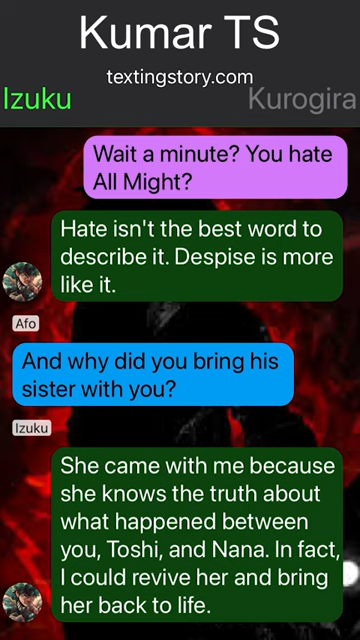 Kumar TS
textingstory.com
Izuku Kurogira
Wait a minute? You hate
All Might?
Hate isn't the best word to
describe it. Despise is more
like it.
Afo
And why did you bring his
sister with you?
Izuku
She came with me because
she knows the truth about
what happened between
you, Toshi, and Nana. In fact,
I could revive her and bring
her back to life.